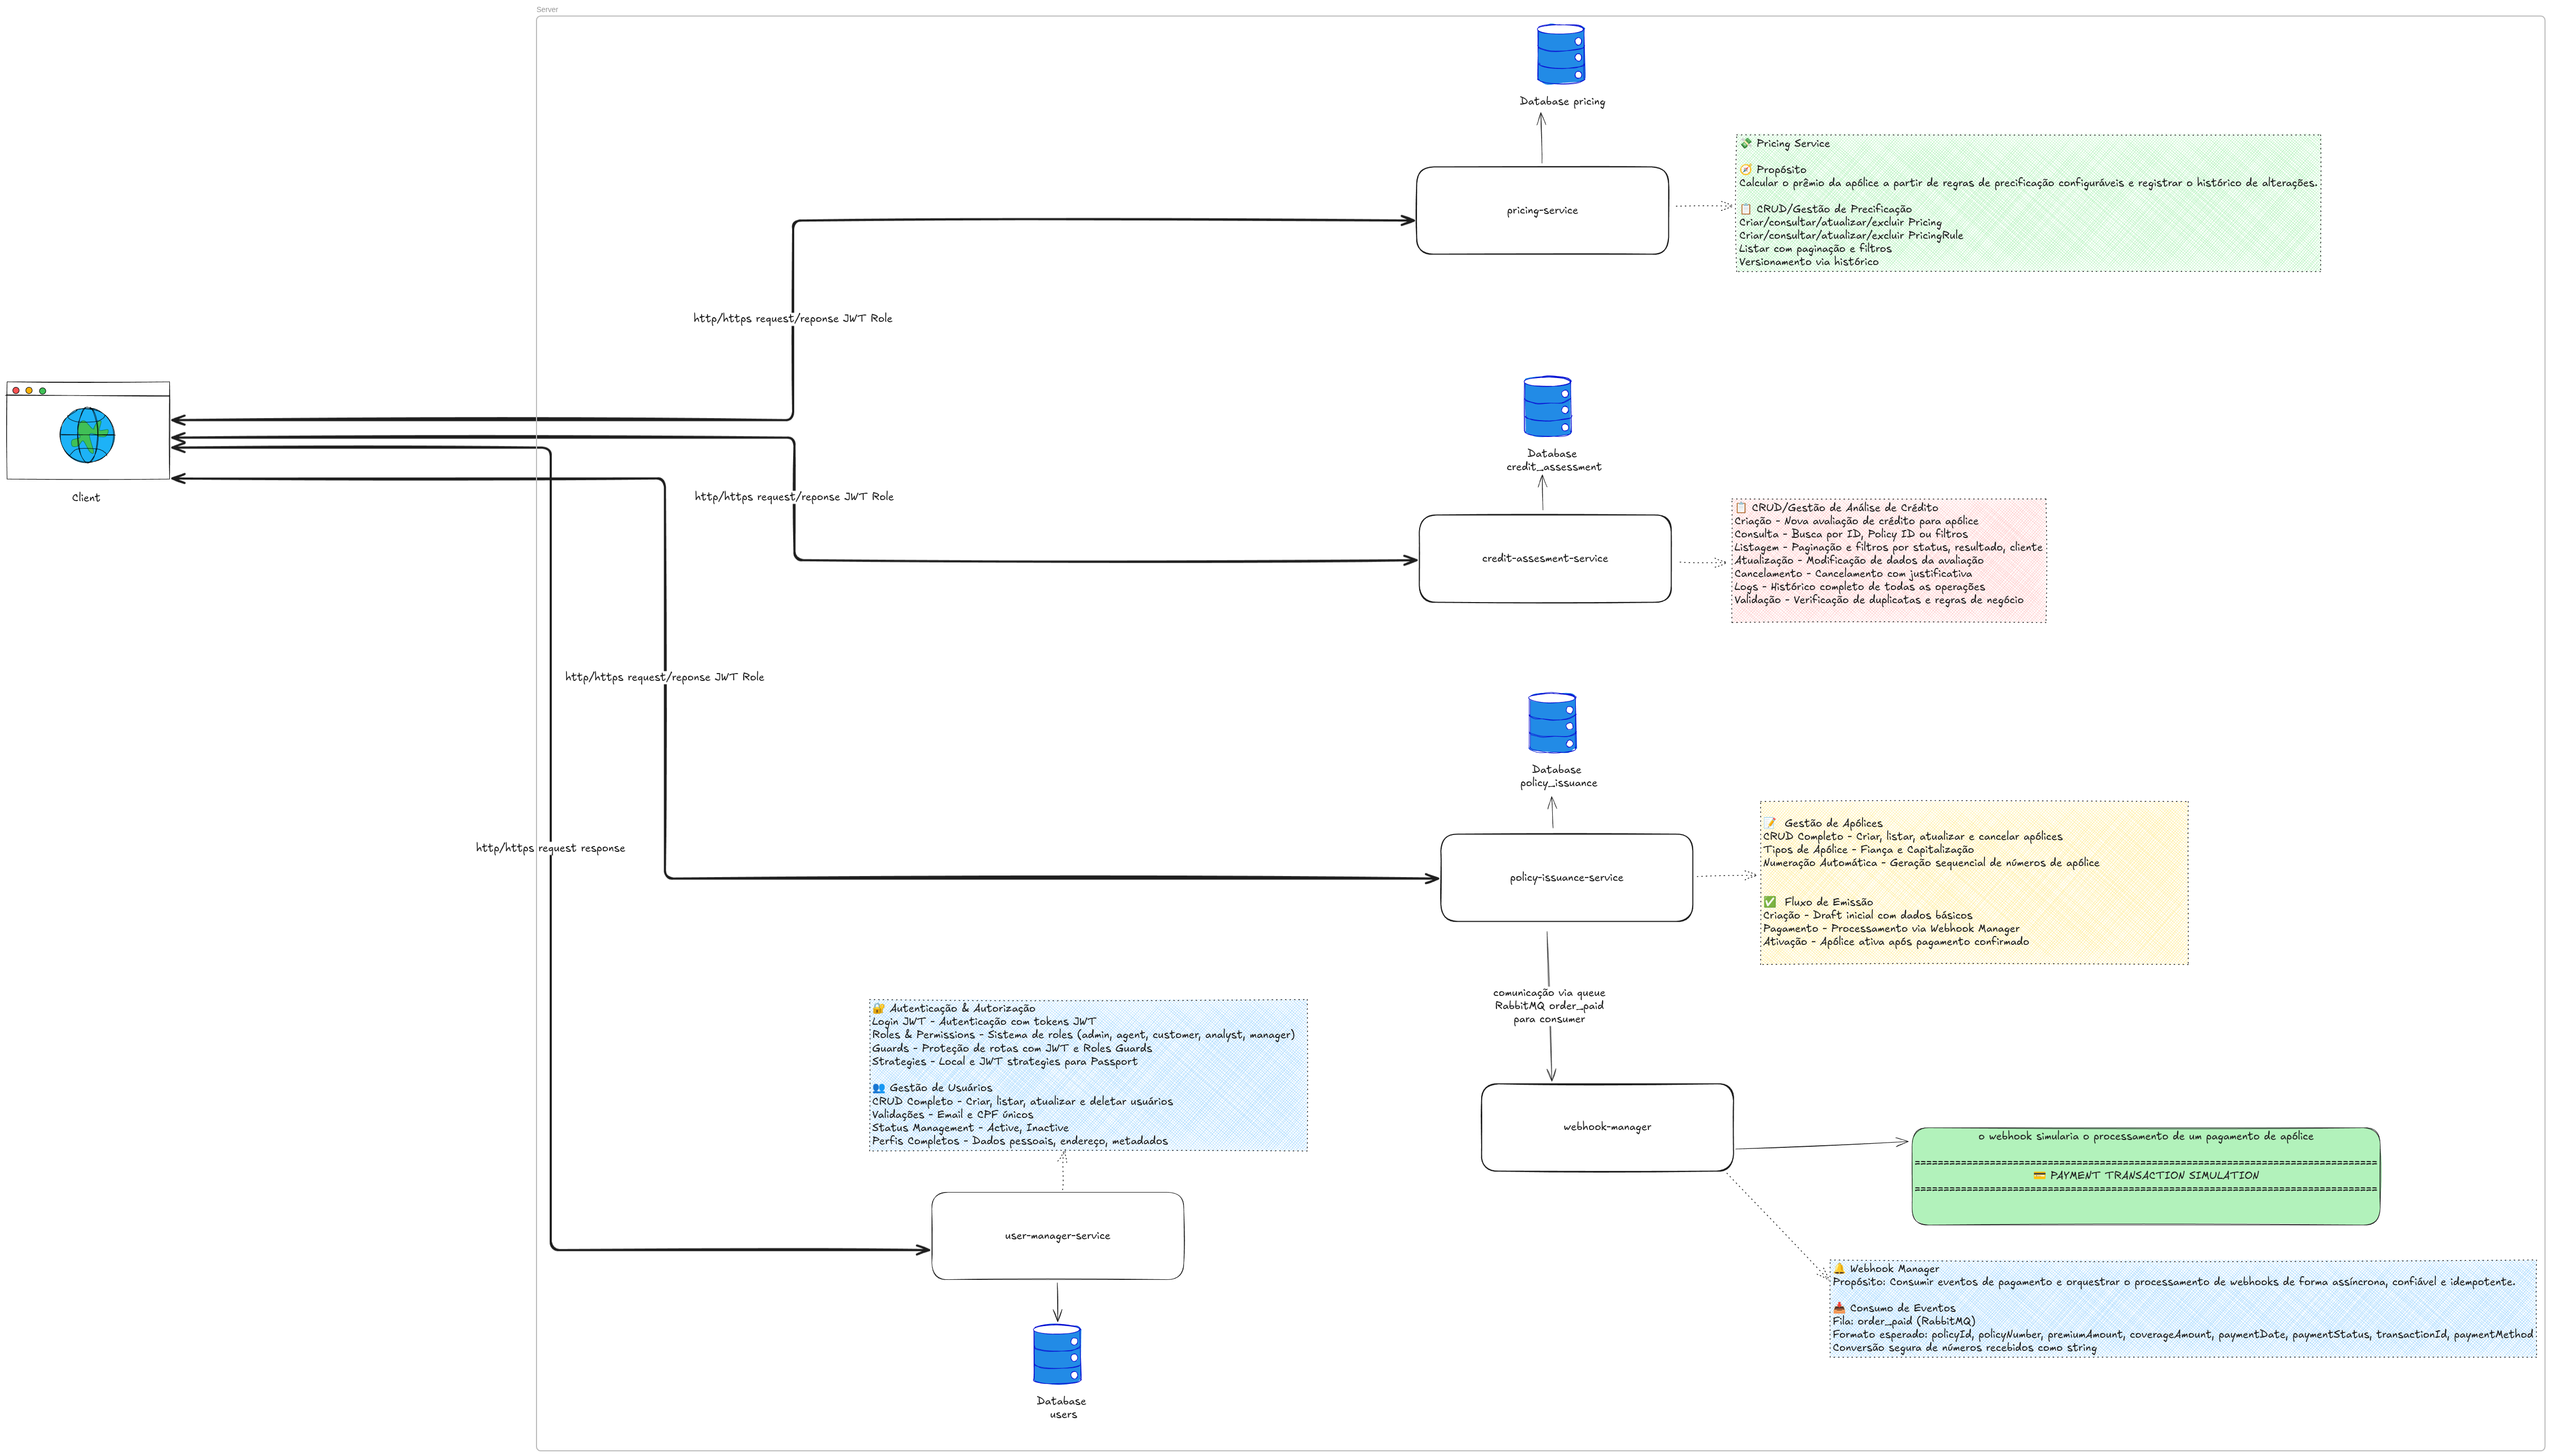 Server
Database pricing
💸 Pricing Service
🧭 Propósito
Calcular o prêmio da apólice a partir de regras de precificação configuráveis e registrar o histórico de alterações.
📋 CRUD/Gestão de Precificação
Criar/consultar/atualizar/excluir Pricing
Criar/consultar/atualizar/excluir PricingRule
Listar com paginação e filtros
Versionamento via histórico
pricing-service
http/https request/reponse JWT Role
Client
Database
credit_assessment
http/https request/reponse JWT Role
📋 CRUD/Gestão de Análise de Crédito
Criação - Nova avaliação de crédito para apólice
Consulta - Busca por ID, Policy ID ou filtros
Listagem - Paginação e filtros por status, resultado, cliente
Atualização - Modificação de dados da avaliação
Cancelamento - Cancelamento com justificativa
Logs - Histórico completo de todas as operações
Validação - Verificação de duplicatas e regras de negócio
credit-assesment-service
http/https request/reponse JWT Role
Database
policy_issuance
http/https request response
📝 Gestão de Apólices
CRUD Completo - Criar, listar, atualizar e cancelar apólices
Tipos de Apólice - Fiança e Capitalização
Numeração Automática - Geração sequencial de números de apólice
✅ Fluxo de Emissão
Criação - Draft inicial com dados básicos
Pagamento - Processamento via Webhook Manager
Ativação - Apólice ativa após pagamento confirmado
policy-issuance-service
comunicação via queue
RabbitMQ order_paid
para consumer
🔐 Autenticação & Autorização
Login JWT - Autenticação com tokens JWT
Roles & Permissions - Sistema de roles (admin, agent, customer, analyst, manager)
Guards - Proteção de rotas com JWT e Roles Guards
Strategies - Local e JWT strategies para Passport
👥 Gestão de Usuários
CRUD Completo - Criar, listar, atualizar e deletar usuários
Validações - Email e CPF únicos
Status Management - Active, Inactive
Perfis Completos - Dados pessoais, endereço, metadados
webhook-manager
o webhook simularia o processamento de um pagamento de apólice
================================================================================
💳 PAYMENT TRANSACTION SIMULATION
================================================================================
user-manager-service
🔔 Webhook Manager
Propósito: Consumir eventos de pagamento e orquestrar o processamento de webhooks de forma assíncrona, confiável e idempotente.
📥 Consumo de Eventos
Fila: order_paid (RabbitMQ)
Formato esperado: policyId, policyNumber, premiumAmount, coverageAmount, paymentDate, paymentStatus, transactionId, paymentMethod
Conversão segura de números recebidos como string
Database
users